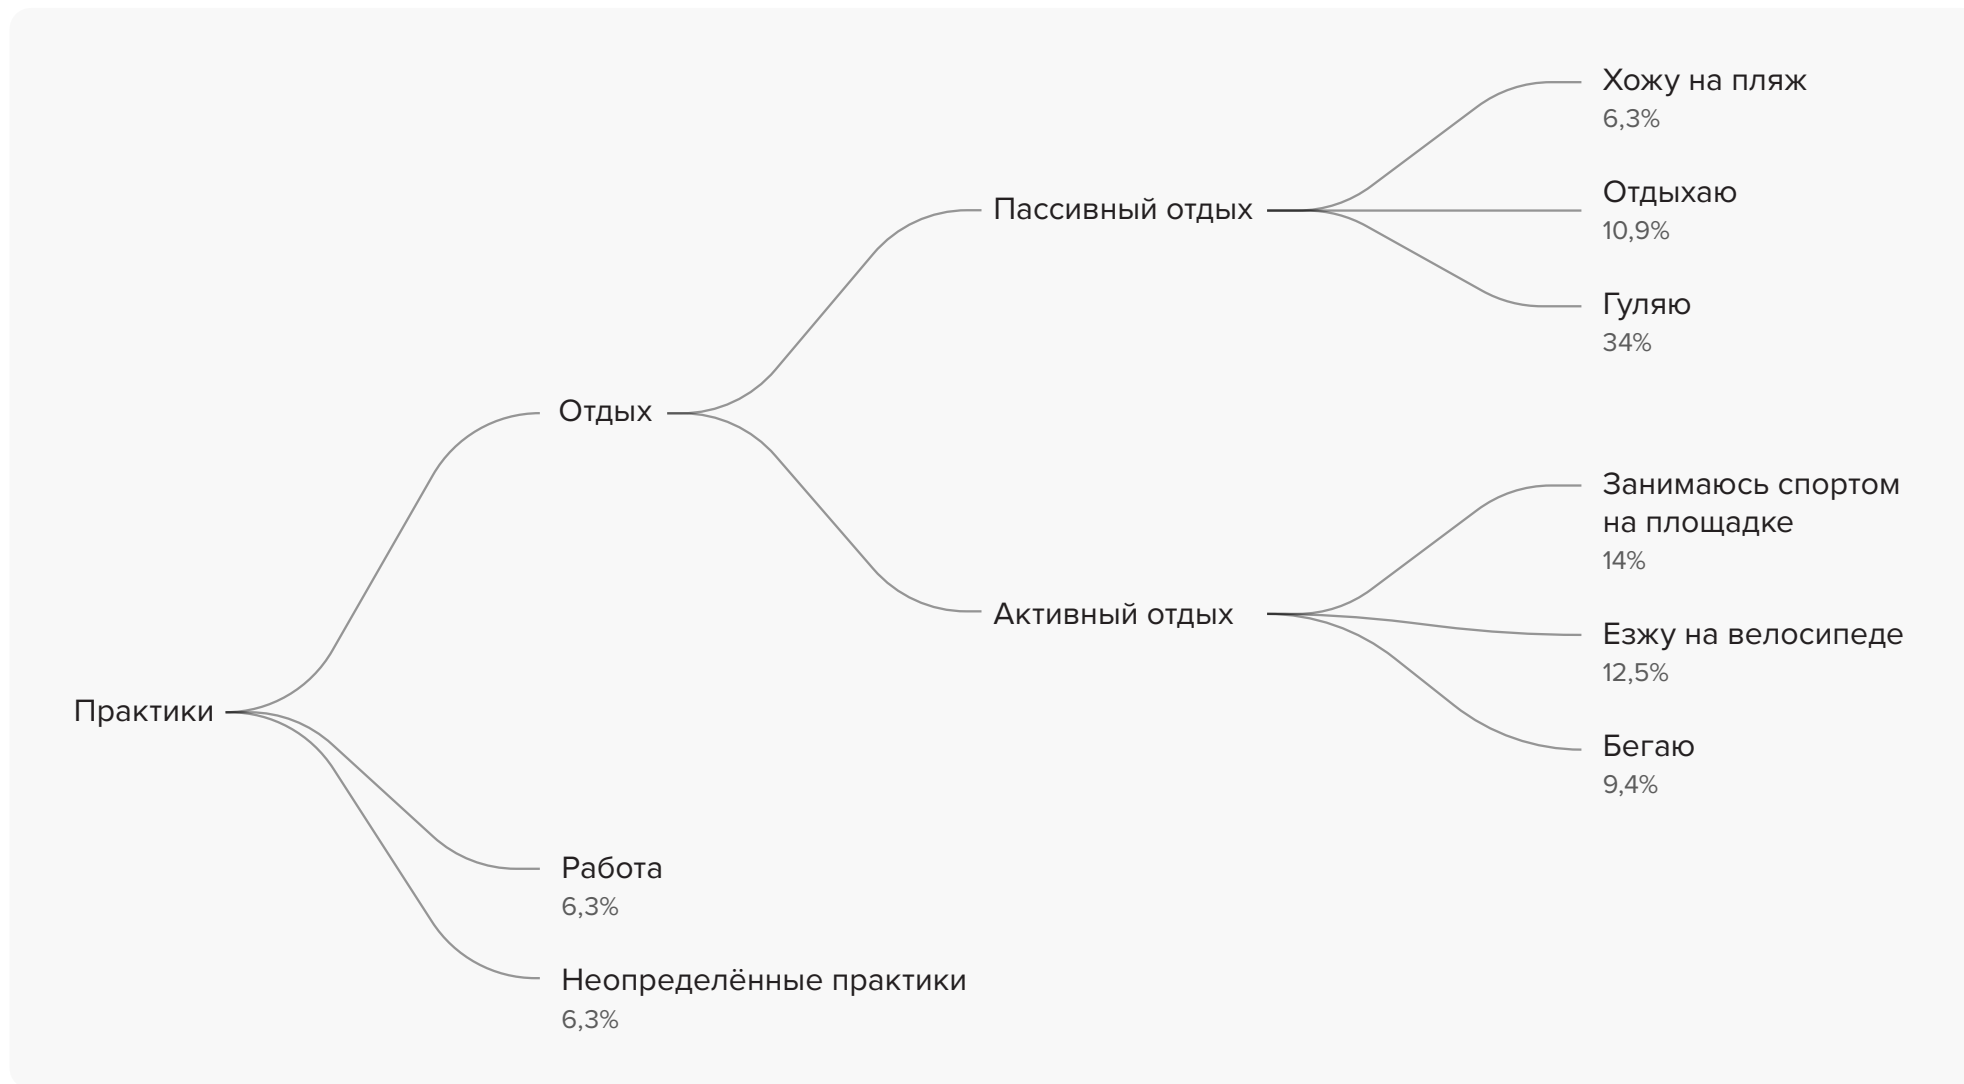 Хожу на пляж
6,3%
Отдыхаю
10,9%
Гуляю
34%
Пассивный отдых
Отдых
Занимаюсь спортом
на площадке
14%
Езжу на велосипеде
12,5%
Бегаю
9,4%
Активный отдых
Практики
Работа
6,3%
Неопределённые практики
6,3%